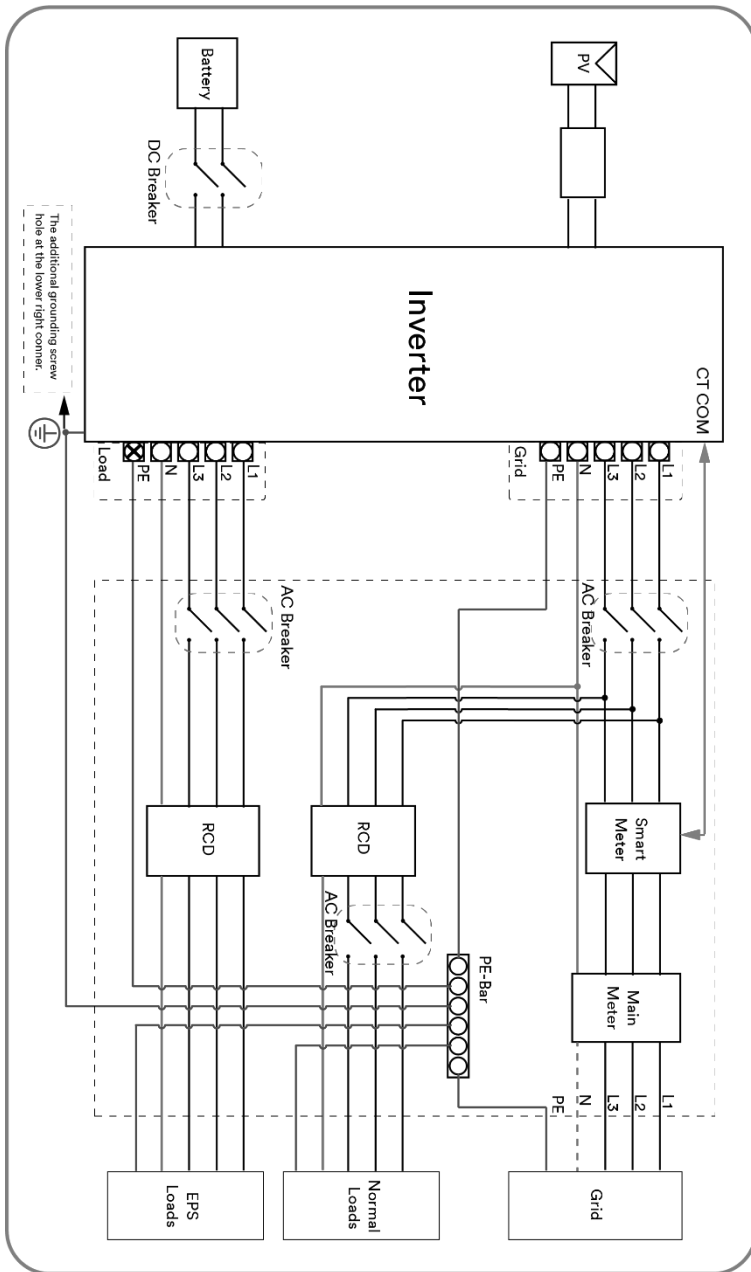 Battery
PV
DC Breaker
The additional grounding screw
hole at the lower right conner.
Inverter
CT COM
Load
PE
N
L3
L2
L1
Grid
PE
N
L3
L2
L1
AC Breaker
AC Breaker
RCD
RCD
Smart
Meter
AC Breaker
PE-Bar
Main
Meter
PE
N
L3
L2
L1
EPS
Loads
Normal
Loads
Grid